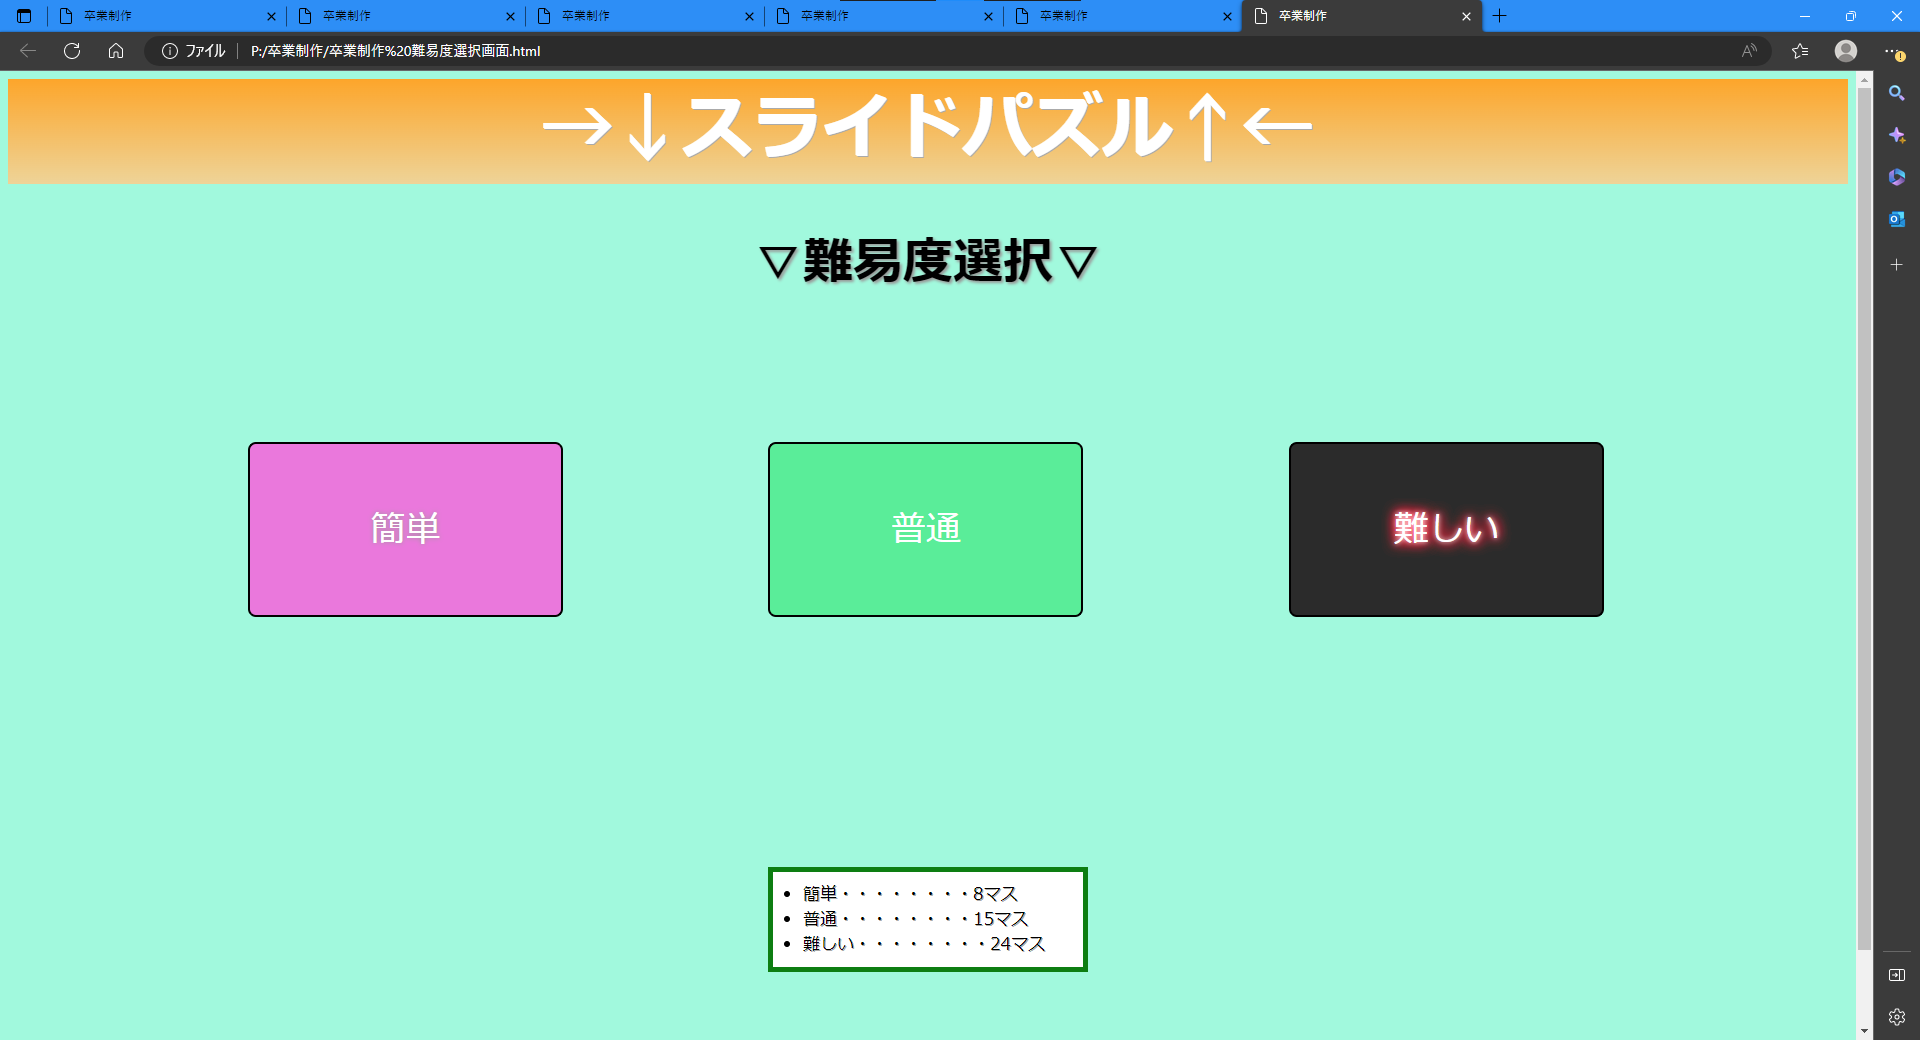 卒業制作
卒業制作
卒業制作
卒業制作
卒業制作
卒業制作
ファイル
P:/卒業制作/卒業制作%20難易度選択画面.html
→↓スライドパズル↑←
▽難易度選択▽
簡単
普通
難しい
• 簡単・・・・・・・・8マス
• 普通・・・・・・・・15マス
• 難しい・・・・・・・・24マス